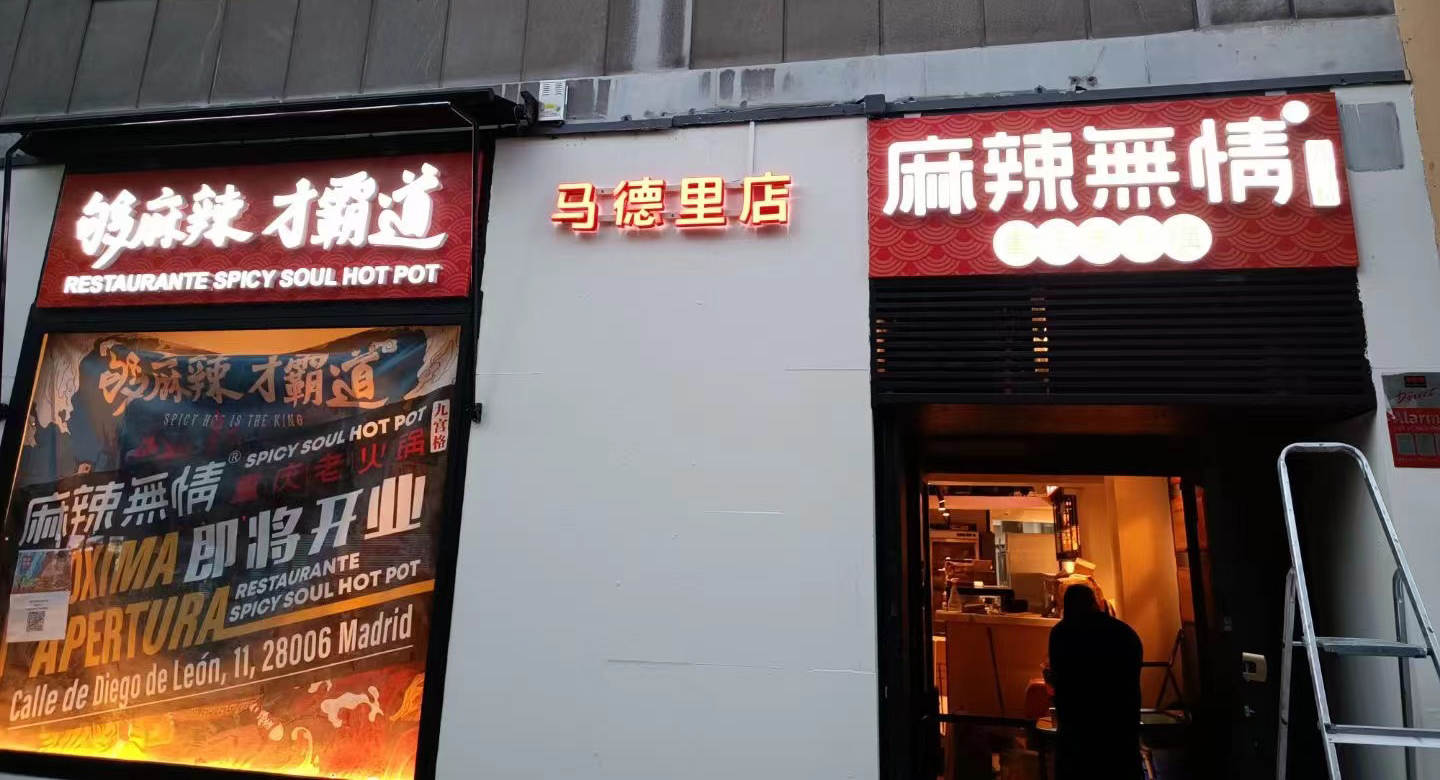 够麻辣 才霸道
RESTAURANTE SPICY SOUL HOT POT
够麻辣 才霸道
SPICY HOT IS THE KING
SPICY SOUL HOT POT
九宫格
麻辣無情®
重庆老火锅
OXIMA 即将开业
APERTURA
RESTAURANTE
SPICY SOUL HOT POT
Calle de Diego de León, 11, 28006 Madrid
马德里店
麻辣無情
Alarm